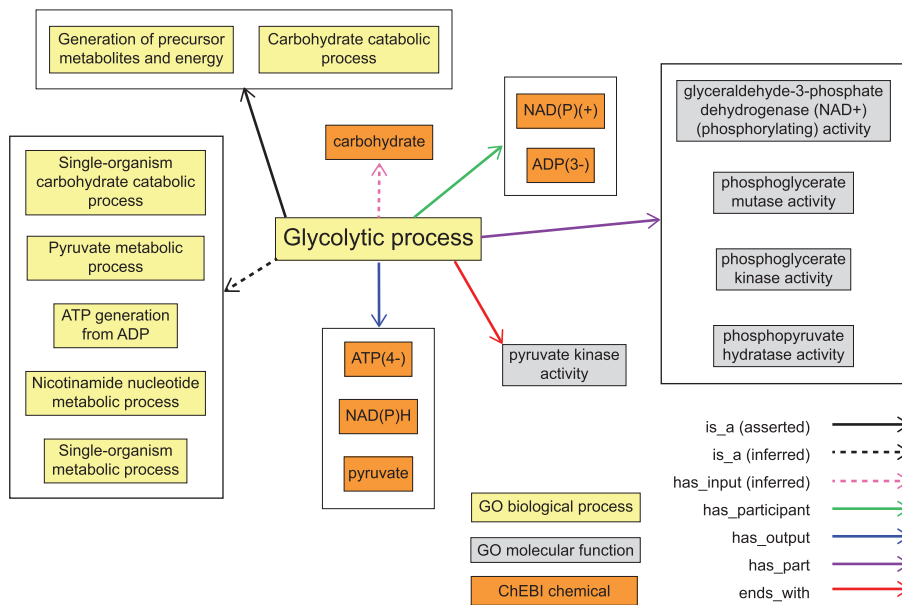 Generation of precursor
metabolites and energy
Carbohydrate catabolic
process
Single-organism
carbohydrate catabolic
process
Pyruvate metabolic
process
ATP generation
from ADP
Nicotinamide nucleotide
metabolic process
Single-organism
metabolic process
carbohydrate
NAD(P)(+)
ADP(3-)
Glycolytic process
glyceraldehyde-3-phosphate
dehydrogenase (NAD+)
(phosphorylating) activity
phosphoglycerate
mutase activity
phosphoglycerate
kinase activity
phosphopyruvate
hydratase activity
ATP(4-)
NAD(P)H
pyruvate
pyruvate kinase
activity
GO biological process
GO molecular function
ChEBI chemical
is_a (asserted)
is_a (inferred)
has_input (inferred)
has_participant
has_output
has_part
ends_with